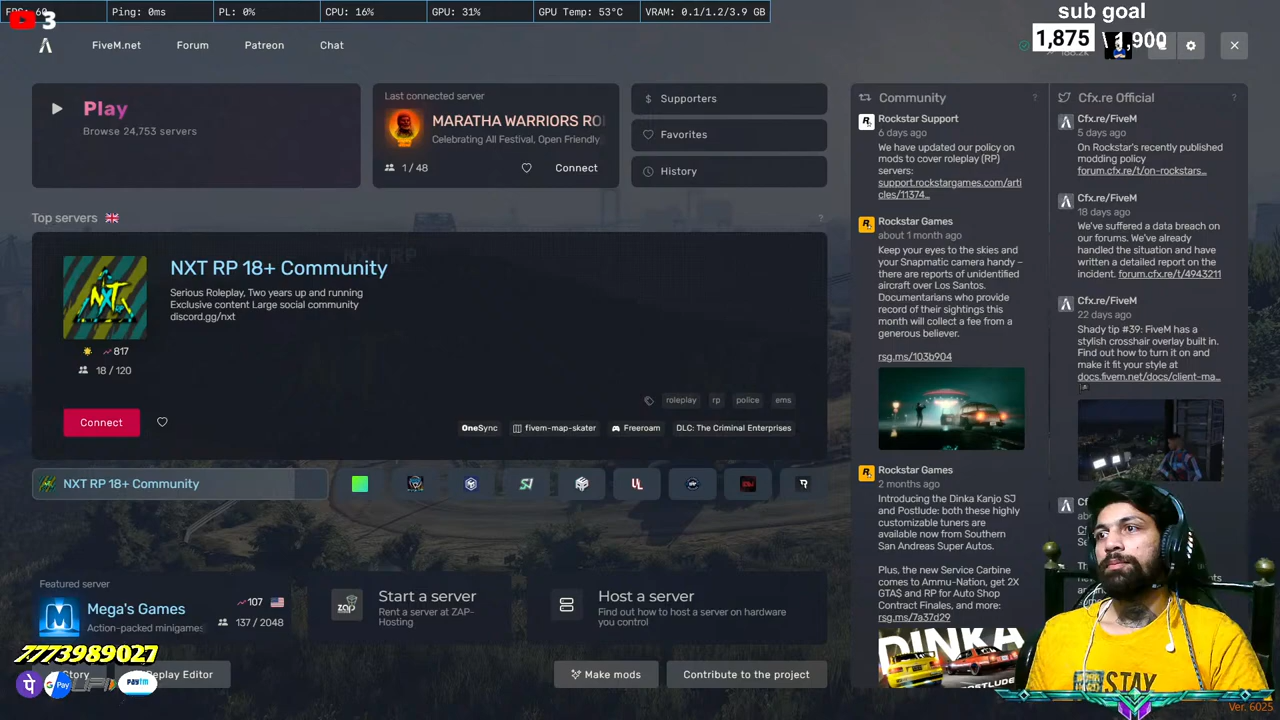 FPS: 60
Ping: 0ms
PL: 0%
CPU: 16%
GPU: 31%
GPU Temp: 53°C
VRAM: 0.1/1.2/3.9 GB
3
sub goal
1,875 \ 1,900
FiveM.net
Forum
Patreon
Chat
Play
Browse 24,753 servers
Last connected server
MARATHA WARRIORS RO
Celebrating All Festival, Open Friendly
1 / 48
Connect
Supporters
Favorites
History
Top servers
?
NXT RP 18+ Community
Serious Roleplay, Two years up and running
Exclusive content Large social community
discord.gg/nxt
817
18 / 120
Connect
roleplay
rp
police
ems
OneSync
fivem-map-skater
Freeroam
DLC: The Criminal Enterprises
NXT RP 18+ Community
Featured server
Mega's Games
Action-packed minigames
107
137 / 2048
Start a server
Rent a server at ZAP-
Hosting
Host a server
Find out how to host a server on hardware
you control
7773989027
Replay Editor
GPay
paytm
Make mods
Contribute to the project
Community
?
Rockstar Support
6 days ago
We have updated our policy on
mods to cover roleplay (RP)
servers:
support.rockstargames.com/arti
cles/11374…
Rockstar Games
about 1 month ago
Keep your eyes to the skies and
your Snapmatic camera handy –
there are reports of unidentified
aircraft over Los Santos.
Documentarians who provide
record of their sightings this
month will collect a fee from a
generous believer.
rsg.ms/103b904
Rockstar Games
2 months ago
Introducing the Dinka Kanjo SJ
and Postlude: both these highly
customizable tuners are
available now from Southern
San Andreas Super Autos.
Plus, the new Service Carbine
comes to Ammu-Nation, get 2X
GTA$ and RP for Auto Shop
Contract Finales, and more:
rsg.ms/7a37d29
DINKA
POSTLUDE
Cfx.re Official
?
Cfx.re/FiveM
5 days ago
On Rockstar's recently published
modding policy
forum.cfx.re/t/on-rockstars…
Cfx.re/FiveM
18 days ago
We've suffered a data breach on
our forums. We've already
handled the situation and have
written a detailed report on the
incident. forum.cfx.re/t/4943211
Cfx.re/FiveM
22 days ago
Shady tip #39: FiveM has a
stylish crosshair overlay built in.
Find out how to turn it on and
make it fit your style at
docs.fivem.net/docs/client-ma…
STAY
Ver. 6025